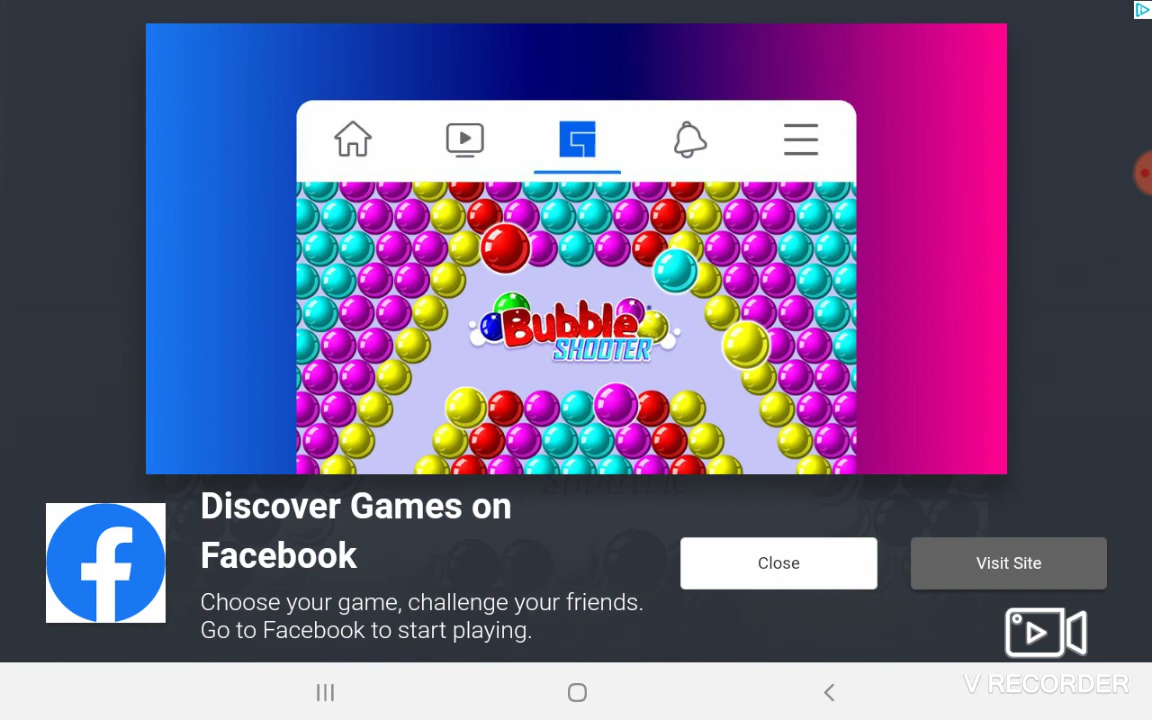 Bubble
SHOOTER
Discover Games on
Facebook
Choose your game, challenge your friends.
Go to Facebook to start playing.
Close
Visit Site
V RECORDER